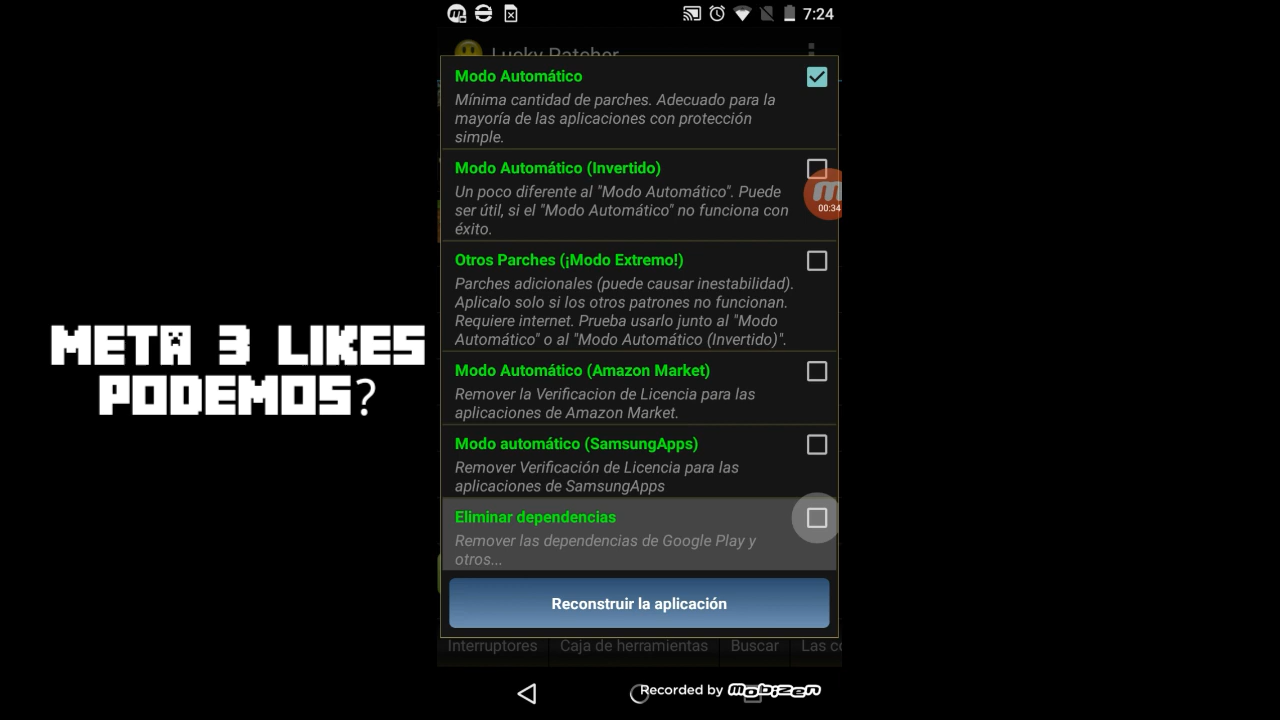 7:24
Lucky Patcher
Modo Automático
Mínima cantidad de parches. Adecuado para la
mayoría de las aplicaciones con protección
simple.
Modo Automático (Invertido)
Un poco diferente al "Modo Automático". Puede
ser útil, si el "Modo Automático" no funciona con
éxito.
00:34
Otros Parches (¡Modo Extremo!)
Parches adicionales (puede causar inestabilidad).
Aplicalo solo si los otros patrones no funcionan.
Requiere internet. Prueba usarlo junto al "Modo
Automático" o al "Modo Automático (Invertido)".
META 3 LIKES
PODEMOS?
Modo Automático (Amazon Market)
Remover la Verificacion de Licencia para las
aplicaciones de Amazon Market.
Modo automático (SamsungApps)
Remover Verificación de Licencia para las
aplicaciones de SamsungApps
Eliminar dependencias
Remover las dependencias de Google Play y
otros...
Reconstruir la aplicación
Interruptores Caja de herramientas Buscar Las co
Recorded by mobizen